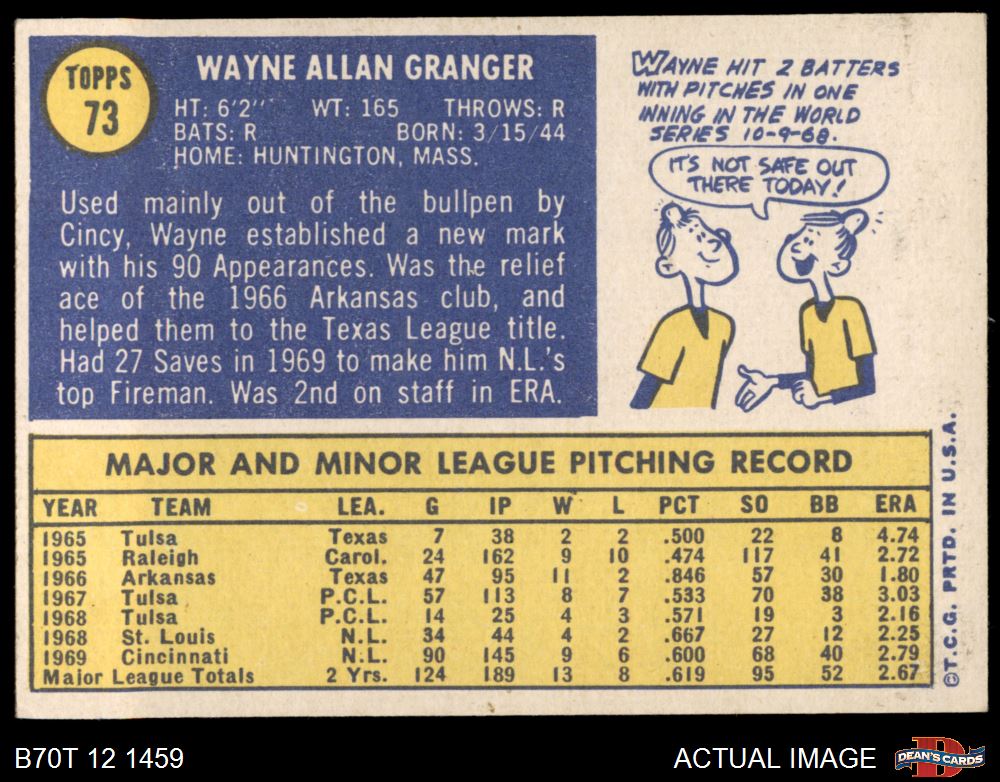 TOPPS
73
WAYNE ALLAN GRANGER
HT: 6'2" WT: 165 THROWS: R
BATS: R BORN: 3/15/44
HOME: HUNTINGTON, MASS.
Used mainly out of the bullpen by
Cincy, Wayne established a new mark
with his 90 Appearances. Was the relief
ace of the 1966 Arkansas club, and
helped them to the Texas League title.
Had 27 Saves in 1969 to make him N.L.'s
top Fireman. Was 2nd on staff in ERA.
WAYNE HIT 2 BATTERS
WITH PITCHES IN ONE
INNING IN THE WORLD
SERIES 10-9-68.
IT'S NOT SAFE OUT
THERE TODAY!
MAJOR AND MINOR LEAGUE PITCHING RECORD
YEAR TEAM LEA. G IP W L PCT SO BB ERA
1965 Tulsa Texas 7 38 2 2 .500 22 8 4.74
1965 Raleigh Carol. 24 162 9 10 .474 117 41 2.72
1966 Arkansas Texas 47 95 11 2 .846 57 30 1.80
1967 Tulsa P.C.L. 57 113 8 7 .533 70 38 3.03
1968 Tulsa P.C.L. 14 25 4 3 .571 19 3 2.16
1968 St. Louis N.L. 34 44 4 2 .667 27 12 2.25
1969 Cincinnati N.L. 90 145 9 6 .600 68 40 2.79
Major League Totals 2 Yrs. 124 189 13 8 .619 95 52 2.67
©T.C.G. PRTD. IN U.S.A.
B70T 12 1459
ACTUAL IMAGE
D
DEAN'S CARDS